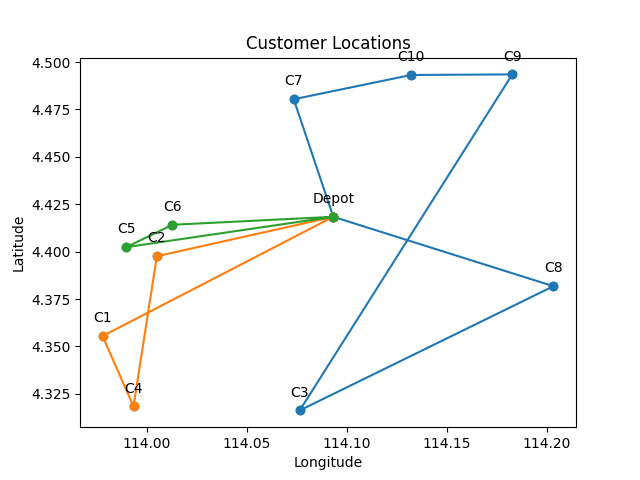 Customer Locations
C10
C9
C7
Depot
C6
C5
C2
C8
C1
C4
C3
4.500
4.475
4.450
4.425
4.400
4.375
4.350
4.325
Latitude
114.00
114.05
114.10
114.15
114.20
Longitude